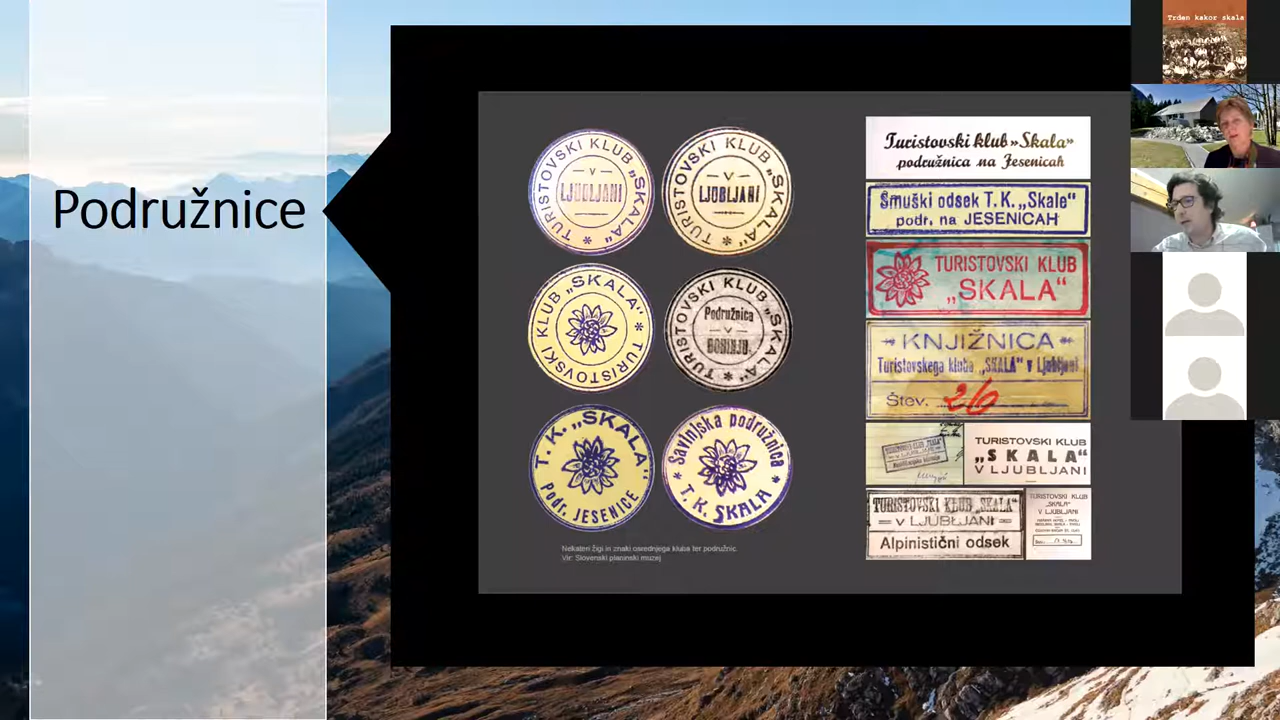 Podružnice
TURISTOVSKI KLUB „SKALA" *
V
LJUBLJANI
TURISTOVSKI KLUB „SKALA" *
V
LJUBLJANI
TURISTOVSKI KLUB „SKALA" *
TURISTOVSKI KLUB „SKALA" *
Podružnica
V
BOHINJU
T. K. „SKALA"
Podr. JESENICE
* Savinjska podružnica *
T. K. SKALA
Nekateri žigi in znaki osrednjega kluba ter podružnic.
Vir: Slovenski planinski muzej
Turistovski klub »Skala«
podružnica na Jesenicah
Smuški odsek T. K. „Skale"
podr. na JESENICAH
TURISTOVSKI KLUB
„SKALA"
KNJIŽNICA
Turistovskega kluba „SKALA" v Ljubljani
Štev. 26
TURISTOVSKI KLUB
„SKALA"
V LJUBLJANI
TURISTOVSKI KLUB „SKALA"
V LJUBLJANI
Alpinistični odsek
TURISTOVSKI KLUB
„SKALA"
V LJUBLJANI
Trden kakor skala